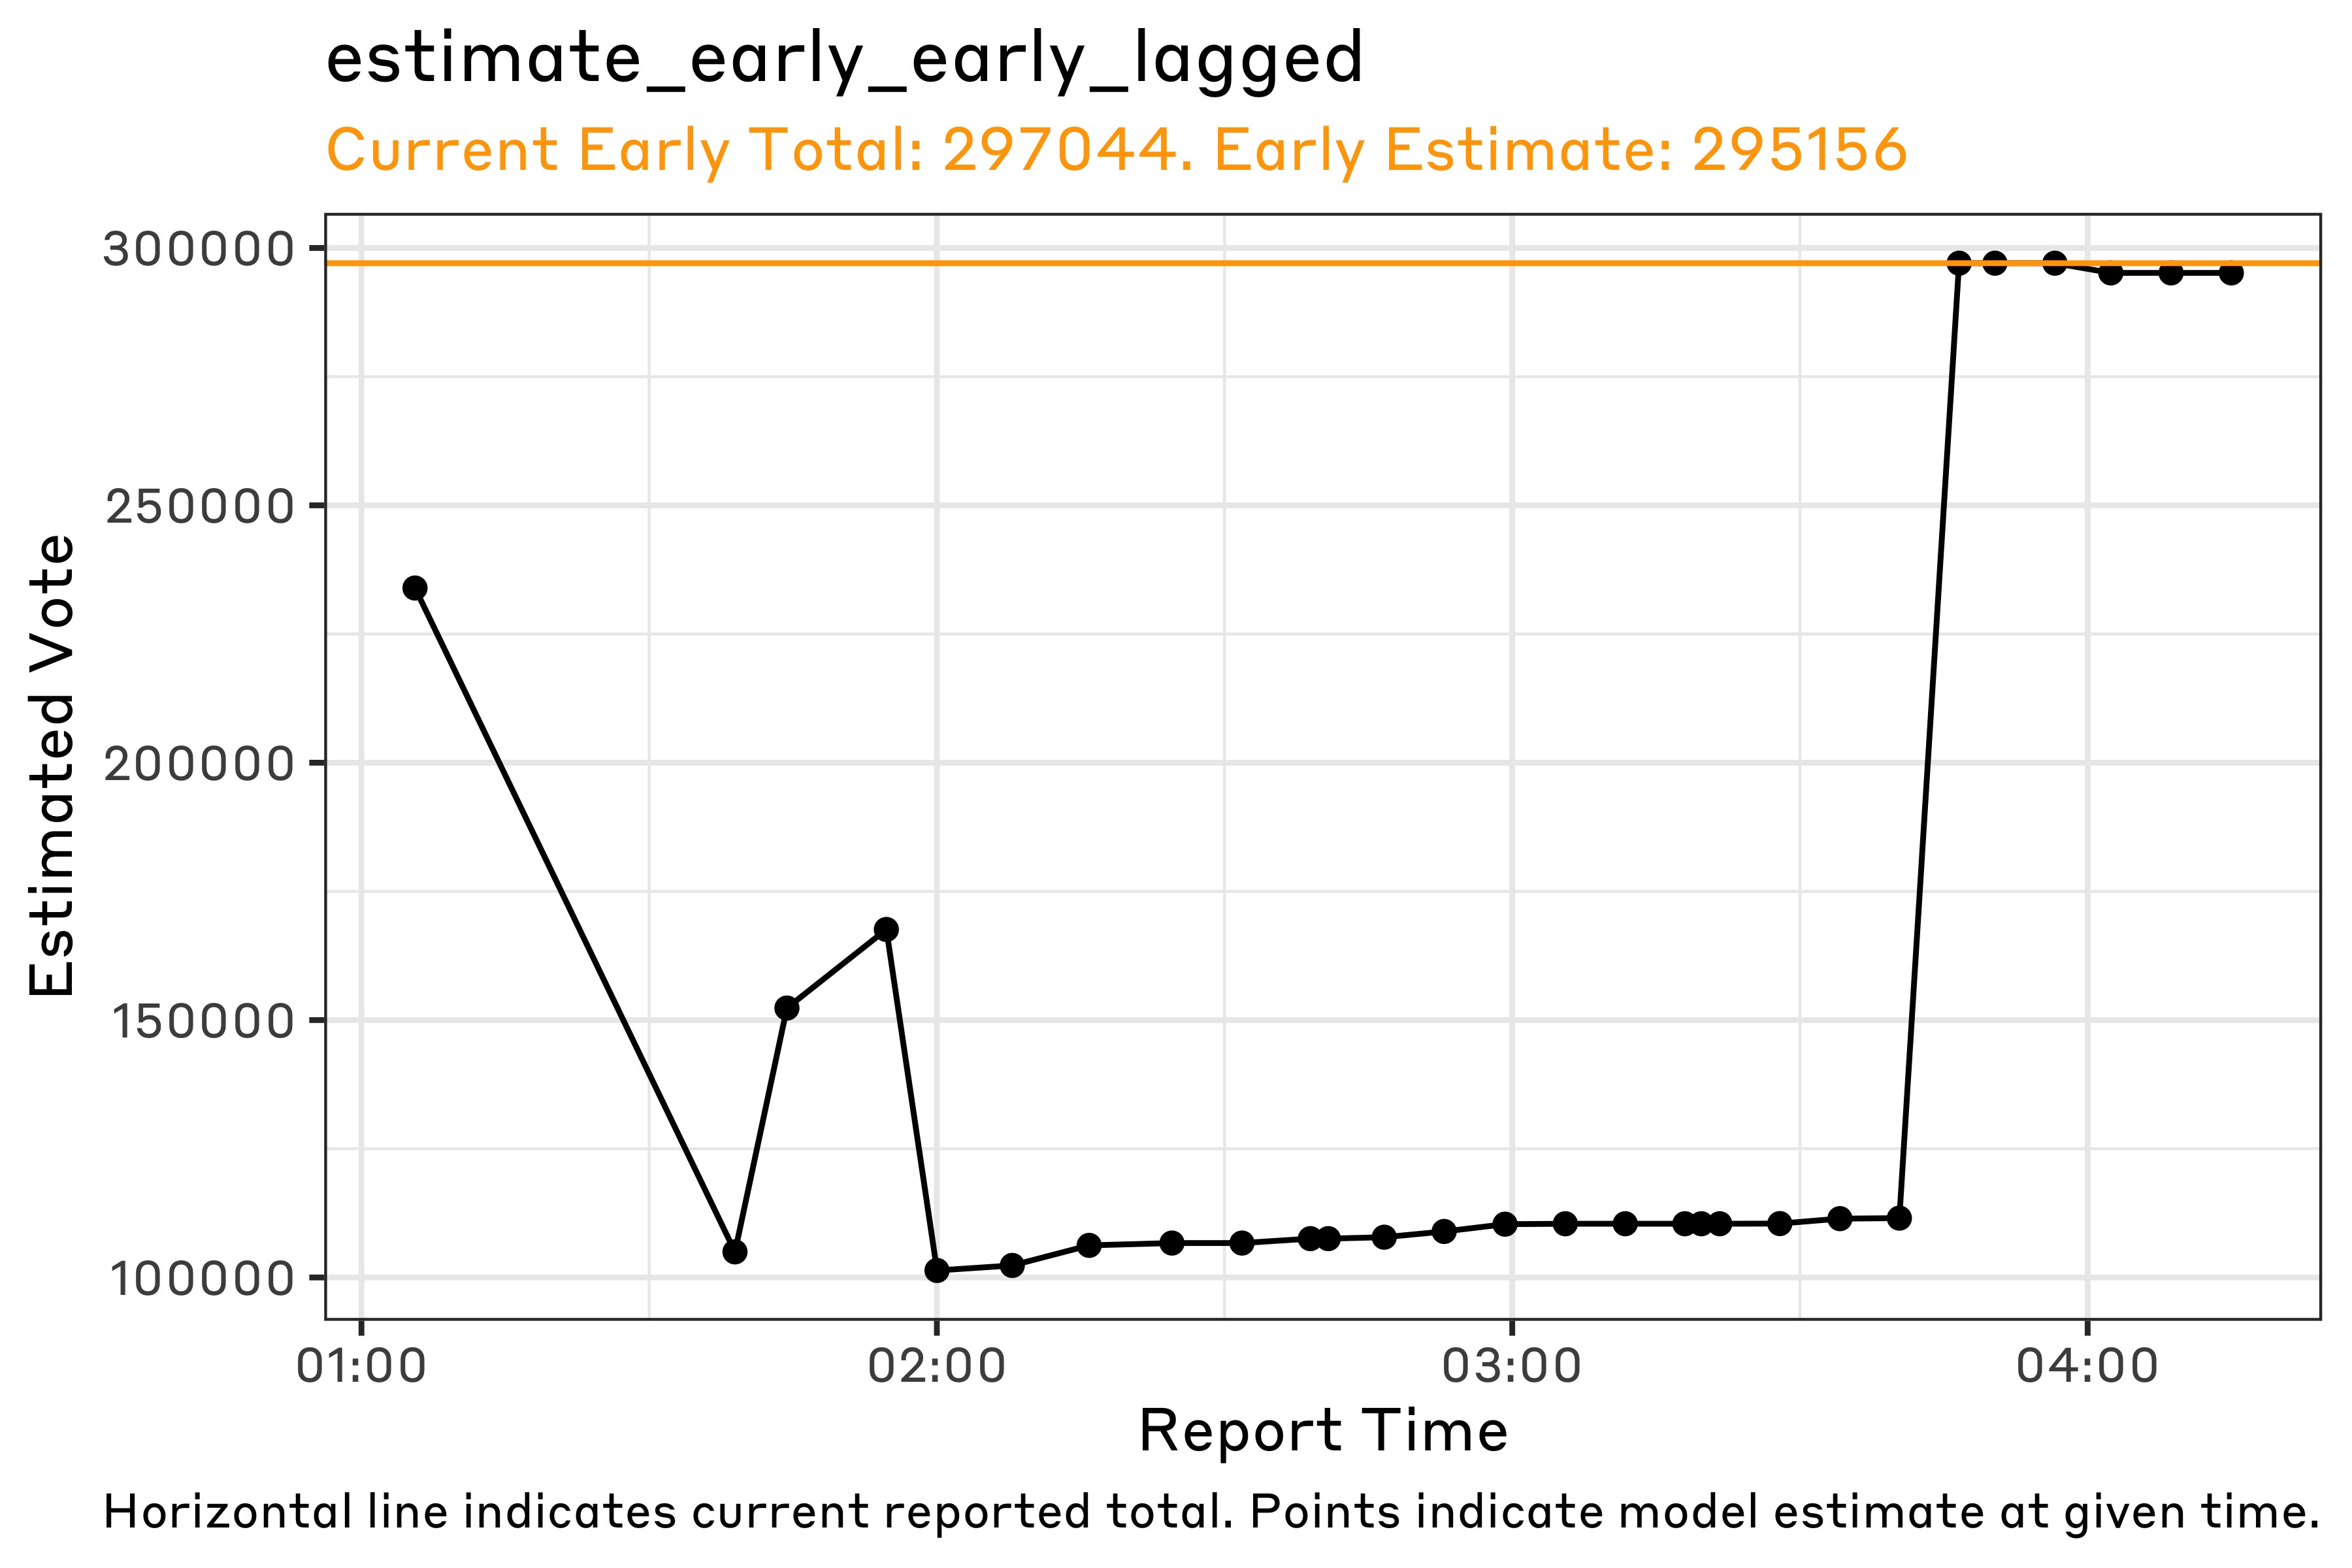 estimate_early_early_lagged
Current Early Total: 297044. Early Estimate: 295156
300000
250000
200000
150000
100000
Estimated Vote
01:00 02:00 03:00 04:00
Report Time
Horizontal line indicates current reported total. Points indicate model estimate at given time.